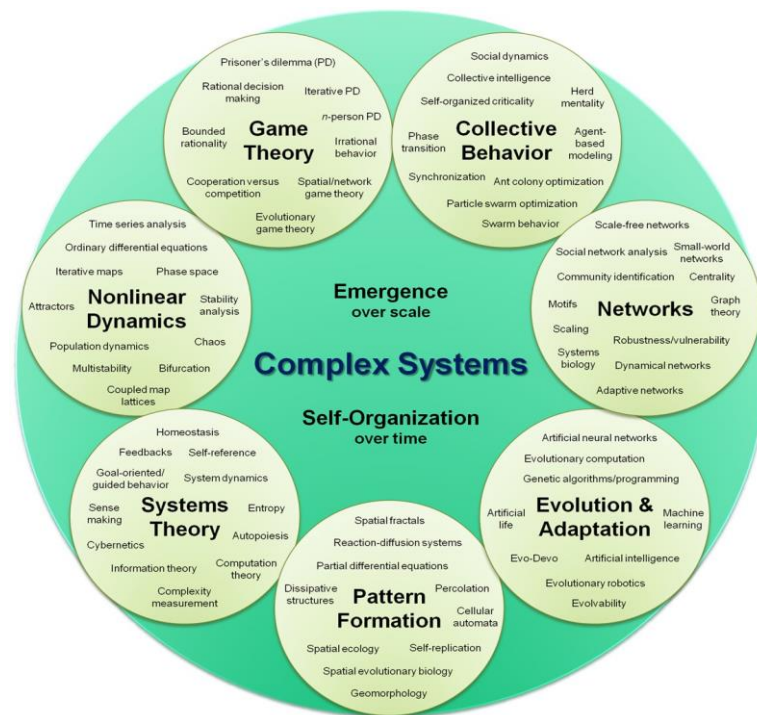 Prisoner's dilemma (PD)
Rational decision
making
Iterative PD
n-person PD
Bounded
rationality
Game
Theory
Irrational
behavior
Cooperation versus
competition
Spatial/network
game theory
Evolutionary
game theory
Social dynamics
Collective intelligence
Herd
mentality
Self-organized criticality
Phase
transition
Collective
Behavior
Agent-
based
modeling
Synchronization
Ant colony optimization
Particle swarm optimization
Swarm behavior
Time series analysis
Ordinary differential equations
Iterative maps
Phase space
Attractors
Nonlinear
Dynamics
Stability
analysis
Population dynamics
Chaos
Multistability
Bifurcation
Coupled map
lattices
Scale-free networks
Social network analysis
Small-world
networks
Community identification
Centrality
Motifs
Networks
Graph
theory
Scaling
Robustness/vulnerability
Systems
biology
Dynamical networks
Adaptive networks
Emergence
over scale
Complex Systems
Self-Organization
over time
Homeostasis
Feedbacks
Self-reference
Goal-oriented/
guided behavior
System dynamics
Sense
making
Systems
Theory
Entropy
Cybernetics
Autopoiesis
Information theory
Computation
theory
Complexity
measurement
Spatial fractals
Reaction-diffusion systems
Partial differential equations
Dissipative
structures
Percolation
Pattern
Formation
Cellular
automata
Spatial ecology
Self-replication
Spatial evolutionary biology
Geomorphology
Artificial neural networks
Evolutionary computation
Genetic algorithms/programming
Artificial
life
Evolution &
Adaptation
Machine
learning
Evo-Devo
Artificial intelligence
Evolutionary robotics
Evolvability